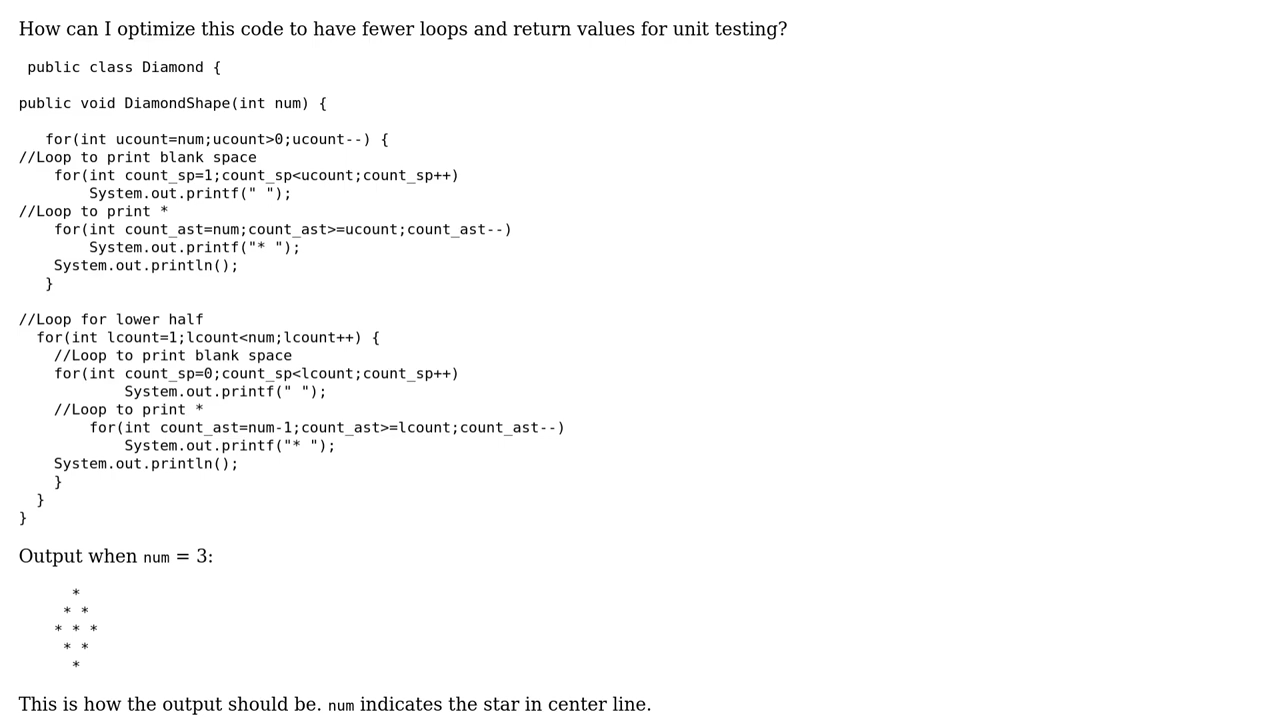 How can I optimize this code to have fewer loops and return values for unit testing?
 public class Diamond {
public void DiamondShape(int num) {
   for(int ucount=num;ucount>0;ucount--) {
//Loop to print blank space
    for(int count_sp=1;count_sp<ucount;count_sp++)
        System.out.printf(" ");
//Loop to print *
    for(int count_ast=num;count_ast>=ucount;count_ast--)
        System.out.printf("* ");
    System.out.println();
   }
//Loop for lower half
  for(int lcount=1;lcount<num;lcount++) {
    //Loop to print blank space
    for(int count_sp=0;count_sp<lcount;count_sp++)
            System.out.printf(" ");
    //Loop to print *
        for(int count_ast=num-1;count_ast>=lcount;count_ast--)
            System.out.printf("* ");
    System.out.println();
    }
  }
}
Output when num = 3:
      *
     * *
    * * *
     * *
      *
This is how the output should be. num indicates the star in center line.